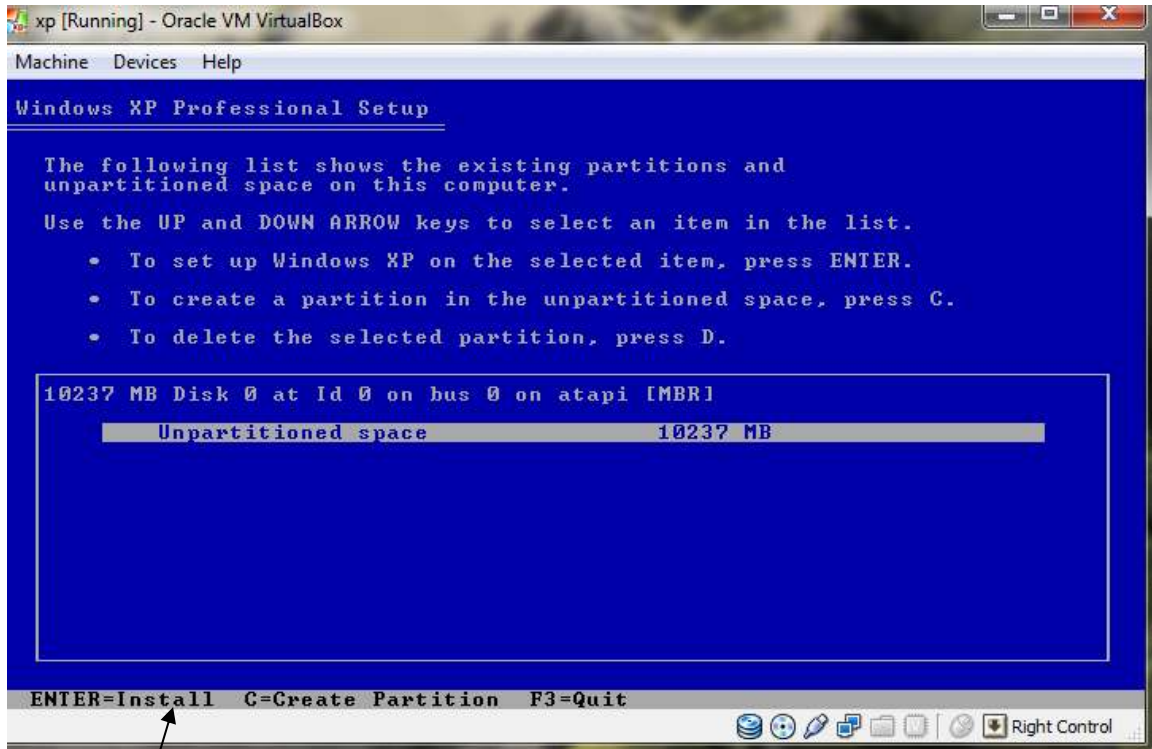 xp [Running] - Oracle VM VirtualBox
Machine Devices Help
Windows XP Professional Setup
The following list shows the existing partitions and
unpartitioned space on this computer.
Use the UP and DOWN ARROW keys to select an item in the list.
• To set up Windows XP on the selected item, press ENTER.
• To create a partition in the unpartitioned space, press C.
• To delete the selected partition, press D.
10237 MB Disk 0 at Id 0 on bus 0 on atapi [MBR]
Unpartitioned space 10237 MB
ENTER=Install C=Create Partition F3=Quit
Right Control